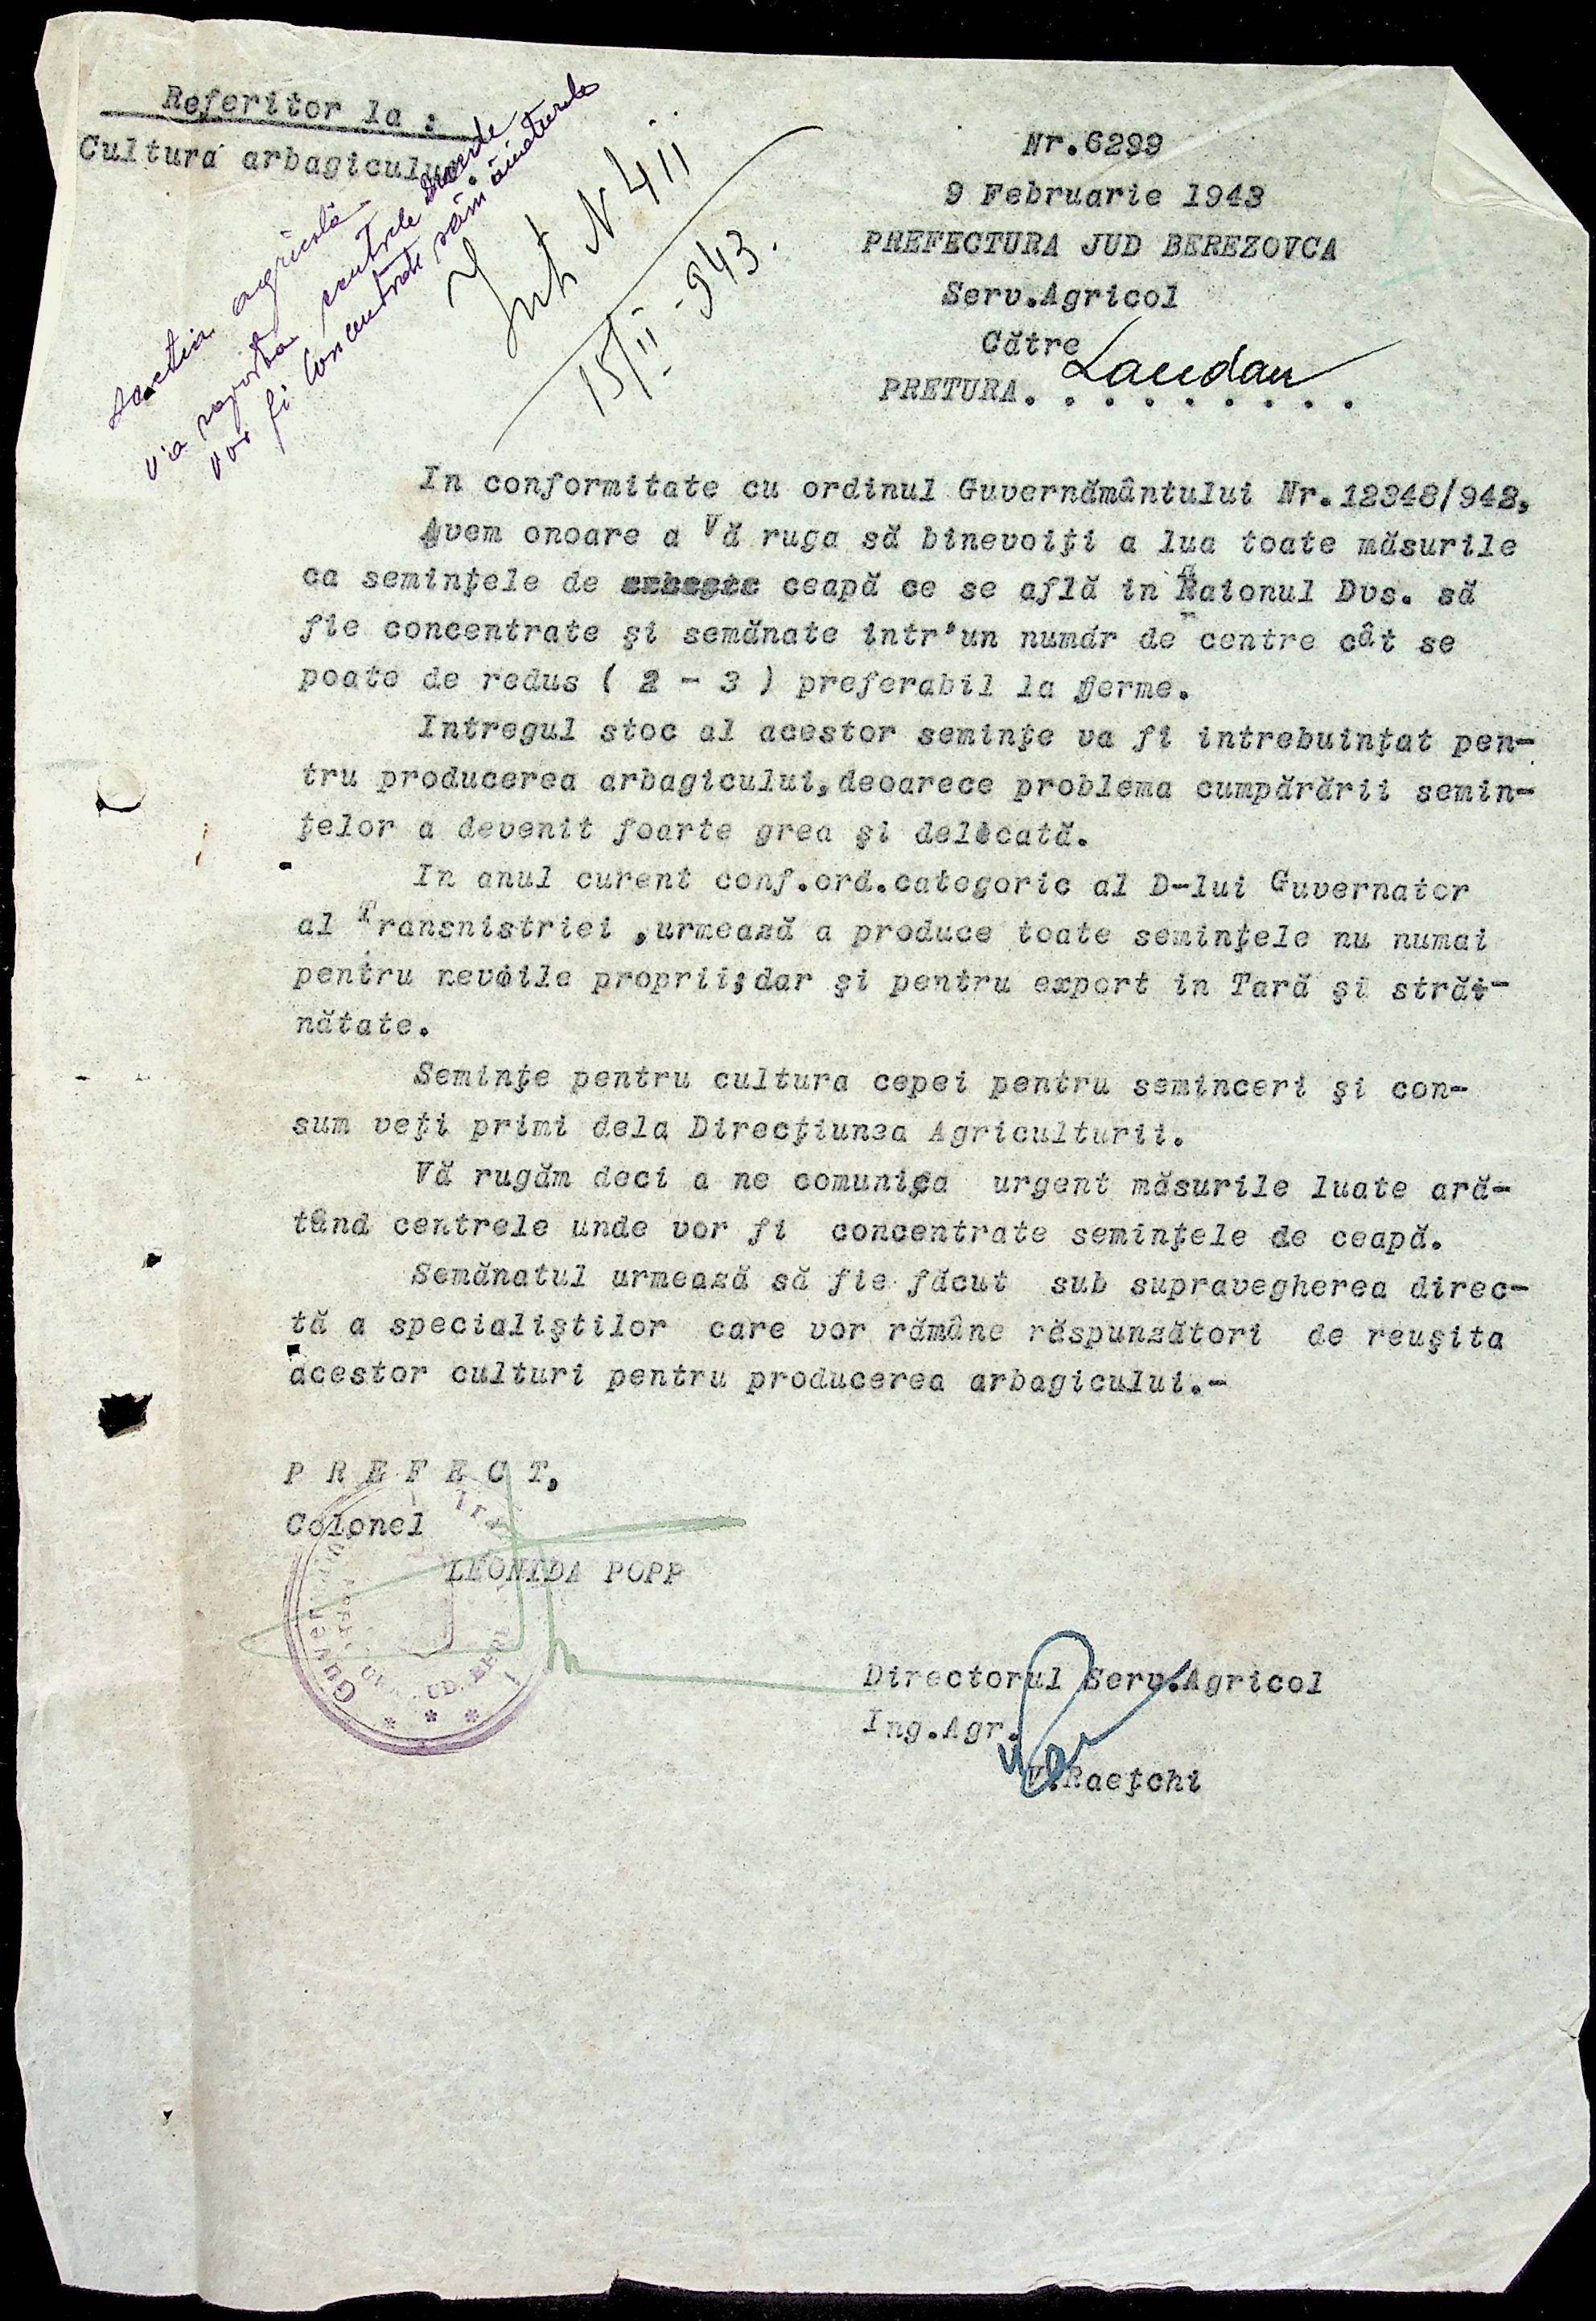 Referitor la :
Cultura arbagicului.
Sectia agricolă
v'a raporta centrele unde
vor fi concentrate sămânțurile
Int N 411
15/II-943.
Nr.6299
9 Februarie 1943
PREFECTURA JUD BEREZOVCA
Serv.Agricol
Către
PRETURA. Landau
In conformitate cu ordinul Guvernământului Nr.12348/942,
Avem onoare a Vă ruga să binevoiţi a lua toate măsurile
ca seminţele de ceapă ce se află in Raionul Dvs. să
fie concentrate şi semănate intr'un număr de centre cât se
poate de redus ( 2 - 3 ) preferabil la ferme.
Intregul stoc al acestor seminţe va fi intrebuinţat pen-
tru producerea arbagicului,deoarece problema cumpărării semin-
ţelor a devenit foarte grea şi delicată.
In anul curent conf.ord.categoric al D-lui Guvernator
al Transnistriei ,urmează a produce toate seminţele nu numai
pentru nevoile proprii;dar şi pentru export in Tară şi străi-
nătate.
Seminţe pentru cultura cepei pentru seminceri şi con-
sum veţi primi dela Direcţiunea Agriculturii.
Vă rugăm deci a ne comunica urgent măsurile luate ară-
tând centrele unde vor fi concentrate seminţele de ceapă.
Semănatul urmează să fie făcut sub supravegherea direc-
tă a specialiştilor care vor rămâne răspunzători de reuşita
acestor culturi pentru producerea arbagicului.-
P R E F E C T,
Colonel
LEONIDA POPP
Directorul Serv.Agricol
Ing.Agr.
V.Raeţchi